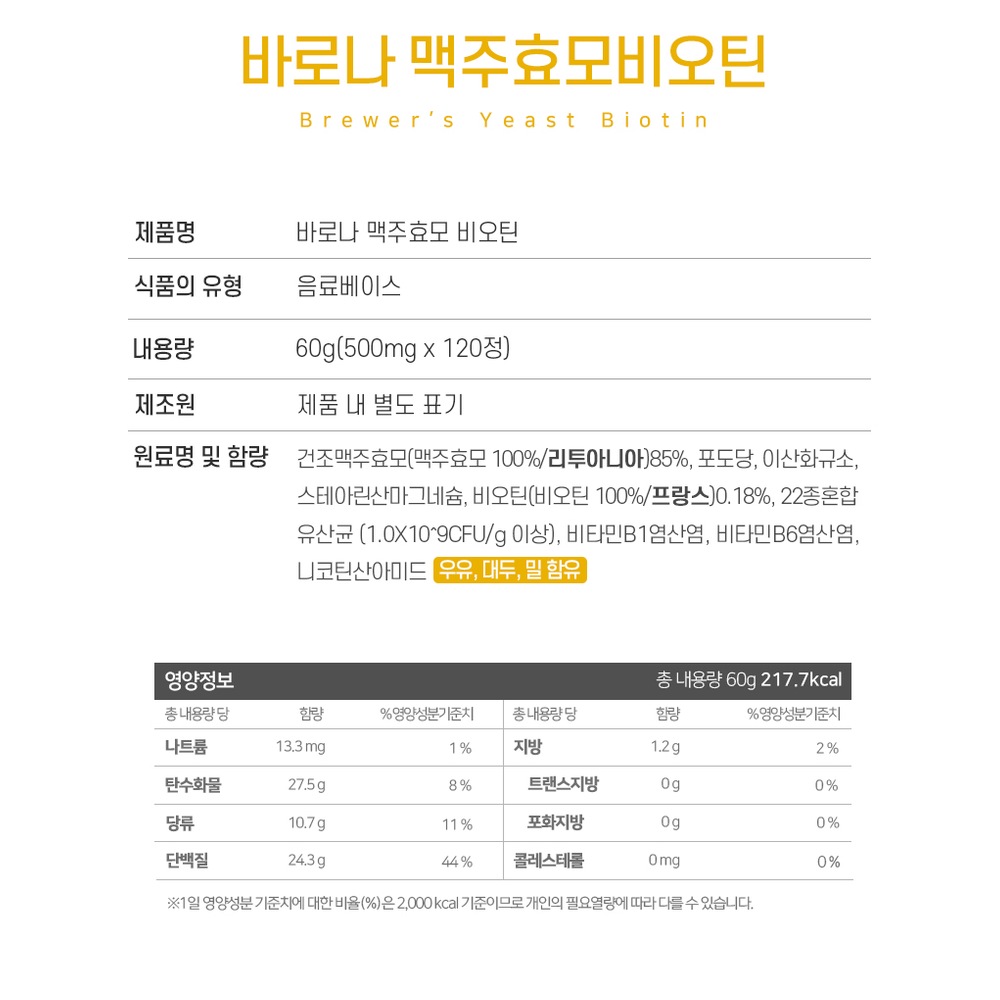 바로나 맥주효모비오틴
Brewer's Yeast Biotin
제품명 바로나 맥주효모 비오틴
식품의 유형 음료베이스
내용량 60g(500mg x 120정)
제조원 제품 내 별도 표기
원료명 및 함량 건조맥주효모(맥주효모 100%/리투아니아)85%, 포도당, 이산화규소,
스테아린산마그네슘, 비오틴(비오틴 100%/프랑스)0.18%, 22종혼합
유산균 (1.0X10^9CFU/g 이상), 비타민B1염산염, 비타민B6염산염,
니코틴산아미드 우유, 대두, 밀 함유
영양정보 총 내용량 60g 217.7kcal
총 내용량 당 함량 %영양성분기준치 총 내용량 당 함량 %영양성분기준치
나트륨 13.3 mg 1 % 지방 1.2 g 2 %
탄수화물 27.5 g 8 % 트랜스지방 0 g 0 %
당류 10.7 g 11 % 포화지방 0 g 0 %
단백질 24.3 g 44 % 콜레스테롤 0 mg 0 %
※1일 영양성분 기준치에 대한 비율(%)은 2,000 kcal 기준이므로 개인의 필요열량에 따라 다를 수 있습니다.